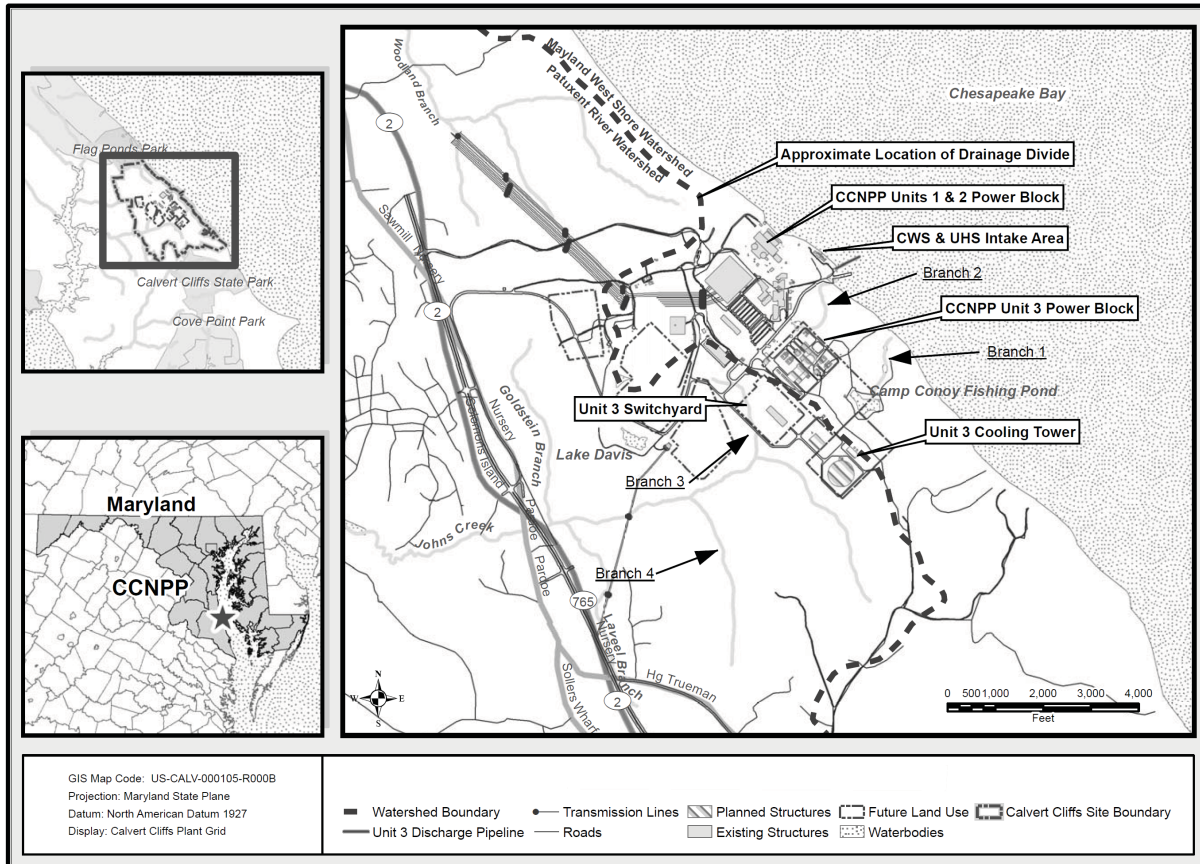 Flag Ponds Park
Calvert Cliffs State Park
Cove Point Park
Maryland
CCNPP
Woodland Branch
Mayland West Shore Watershed
Patuxent River Watershed
Chesapeake Bay
2
Approximate Location of Drainage Divide
CCNPP Units 1 & 2 Power Block
Sawmill
Nursery
CWS & UHS Intake Area
Branch 2
2
CCNPP Unit 3 Power Block
Branch 1
Camp Conoy Fishing Pond
Goldstein Branch
Nursery
Solomons Island
Unit 3 Switchyard
Unit 3 Cooling Tower
Lake Davis
Branch 3
Pardoe
Johns Creek
Pardoe
Branch 4
765
Laveel Branch
Nursery
Sollers Wharf
Hg Trueman
2
N
W
E
S
0 500 1,000 2,000 3,000 4,000
Feet
GIS Map Code: US-CALV-000105-R000B
Projection: Maryland State Plane
Datum: North American Datum 1927
Display: Calvert Cliffs Plant Grid
Watershed Boundary
Transmission Lines
Planned Structures
Future Land Use
Calvert Cliffs Site Boundary
Unit 3 Discharge Pipeline
Roads
Existing Structures
Waterbodies